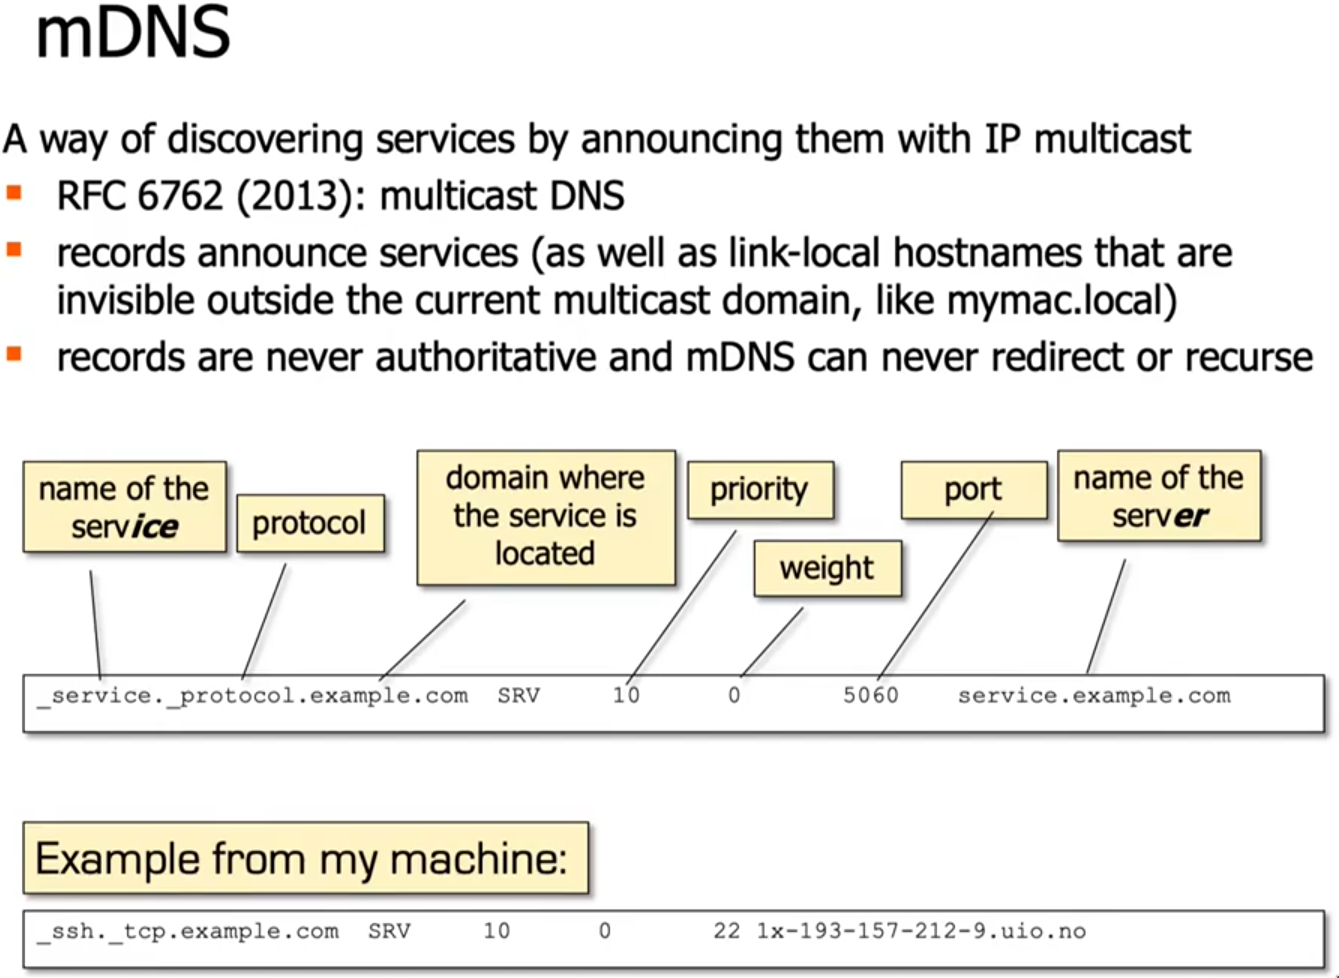 mDNS
A way of discovering services by announcing them with IP multicast
RFC 6762 (2013): multicast DNS
records announce services (as well as link-local hostnames that are
invisible outside the current multicast domain, like mymac.local)
records are never authoritative and mDNS can never redirect or recurse
name of the
service
protocol
domain where
the service is
located
priority
weight
port
name of the
server
_service._protocol.example.com SRV 10 0 5060 service.example.com
Example from my machine:
_ssh._tcp.example.com SRV 10 0 22 1x-193-157-212-9.uio.no